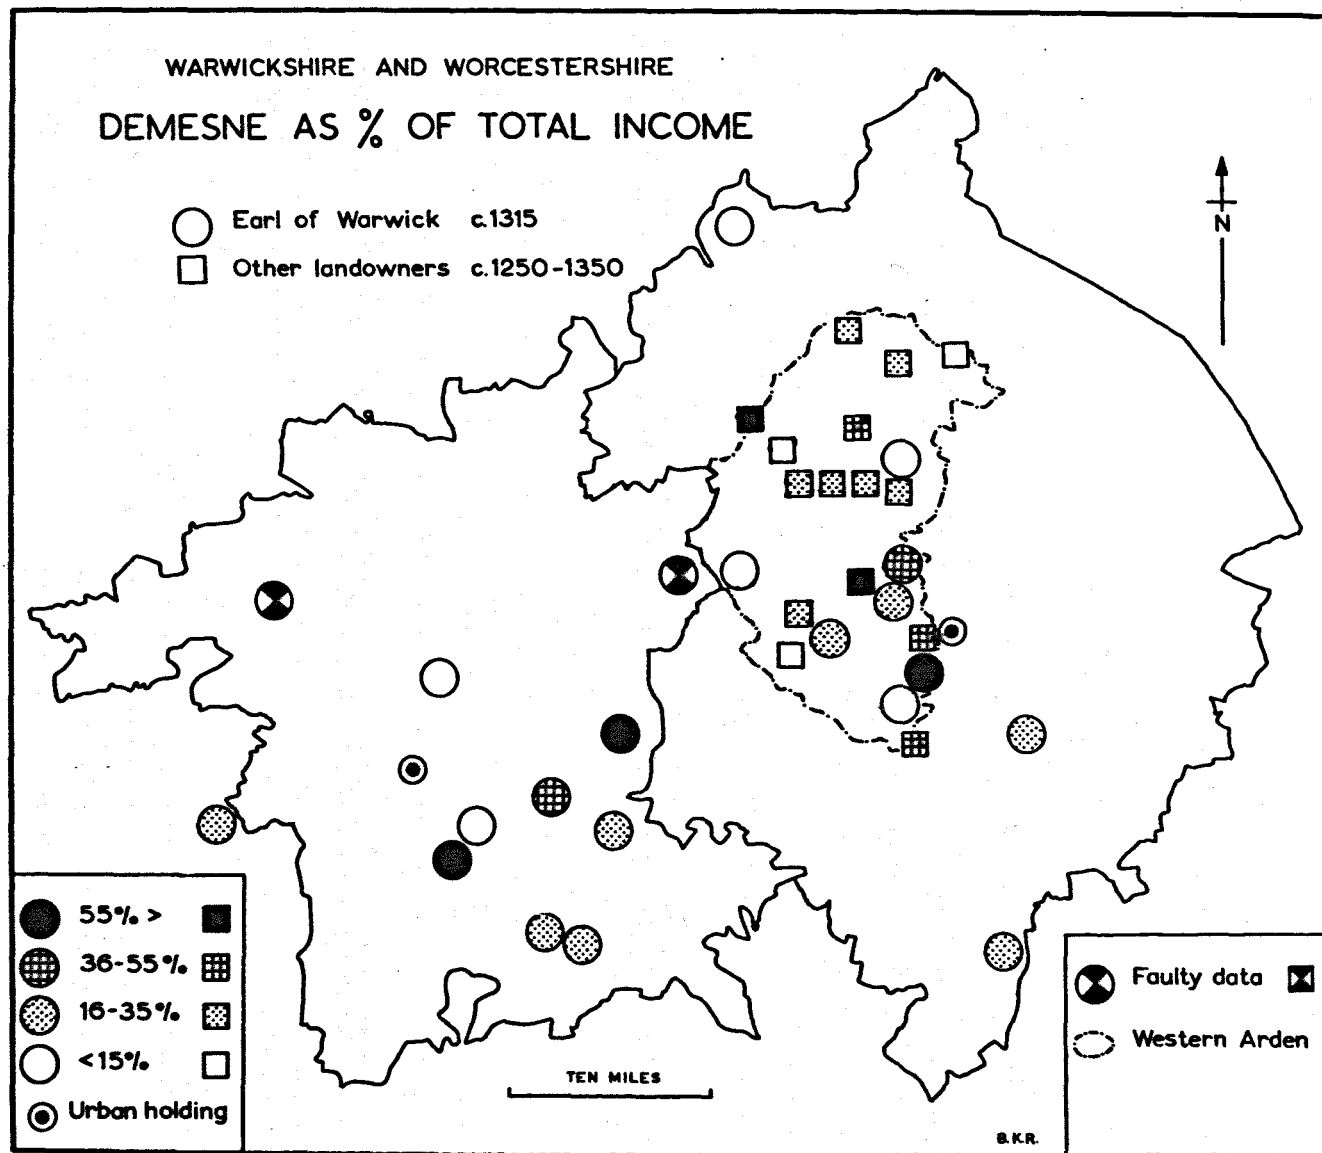 WARWICKSHIRE AND WORCESTERSHIRE
DEMESNE AS % OF TOTAL INCOME
Earl of Warwick c.1315
Other landowners c.1250-1350
N
55% >
36-55%
16-35%
<15%
Urban holding
Faulty data
Western Arden
TEN MILES
B.K.R.